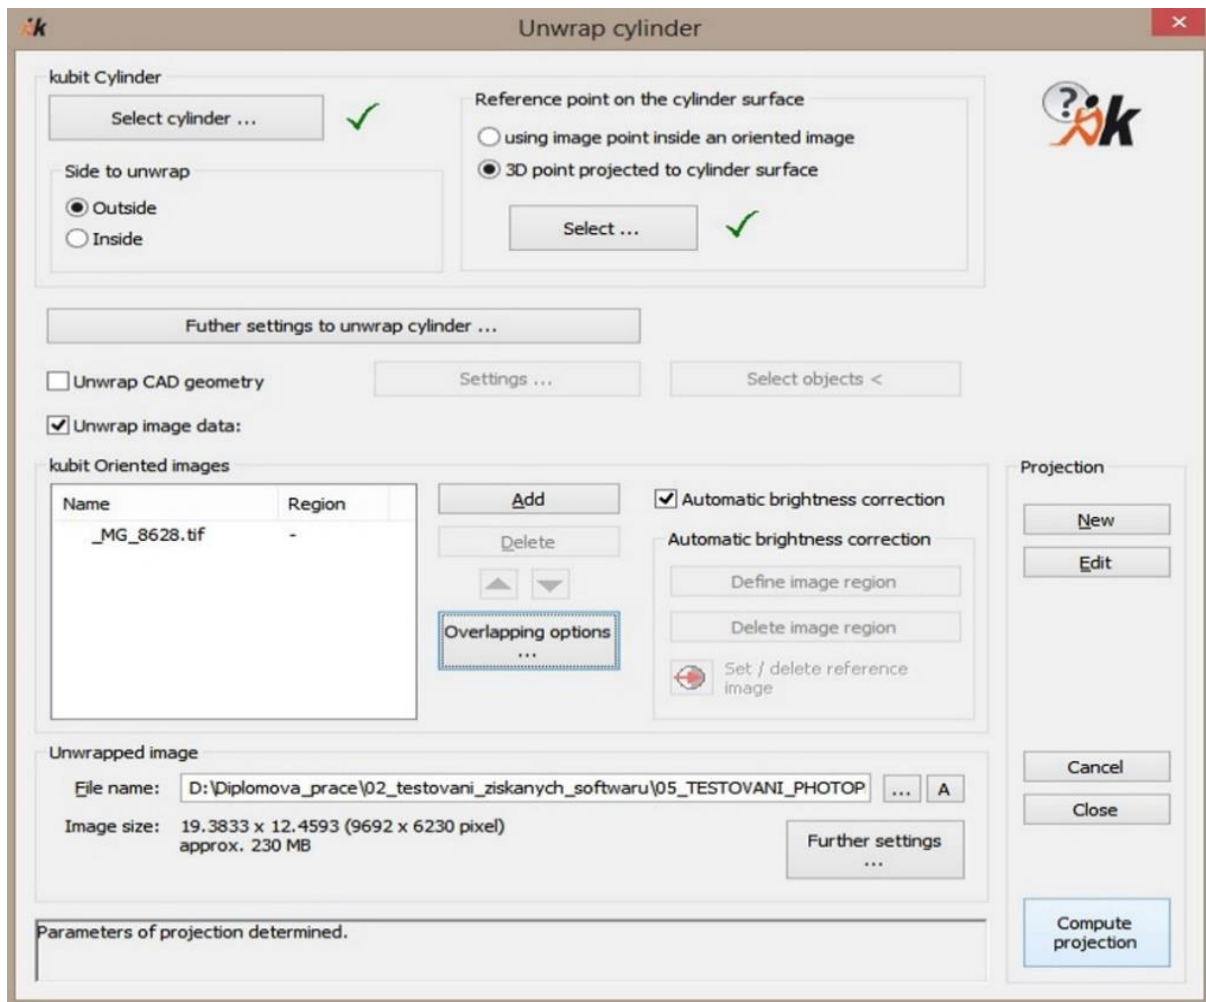 k
Unwrap cylinder
kubit Cylinder
Select cylinder ...
Reference point on the cylinder surface
using image point inside an oriented image
3D point projected to cylinder surface
Select ...
Side to unwrap
Outside
Inside
?
k
Futher settings to unwrap cylinder ...
Unwrap CAD geometry
Settings ...
Select objects <
Unwrap image data:
kubit Oriented images
Name
Region
_MG_8628.tif
-
Add
Delete
Overlapping options
...
Automatic brightness correction
Automatic brightness correction
Define image region
Delete image region
Set / delete reference
image
Projection
New
Edit
Unwrapped image
File name:
D:\Diplomova_prace\02_testovani_ziskanych_softwaru\05_TESTOVANI_PHOTOP
...
A
Image size:
19.3833 x 12.4593 (9692 x 6230 pixel)
approx. 230 MB
Further settings
...
Cancel
Close
Compute
projection
Parameters of projection determined.